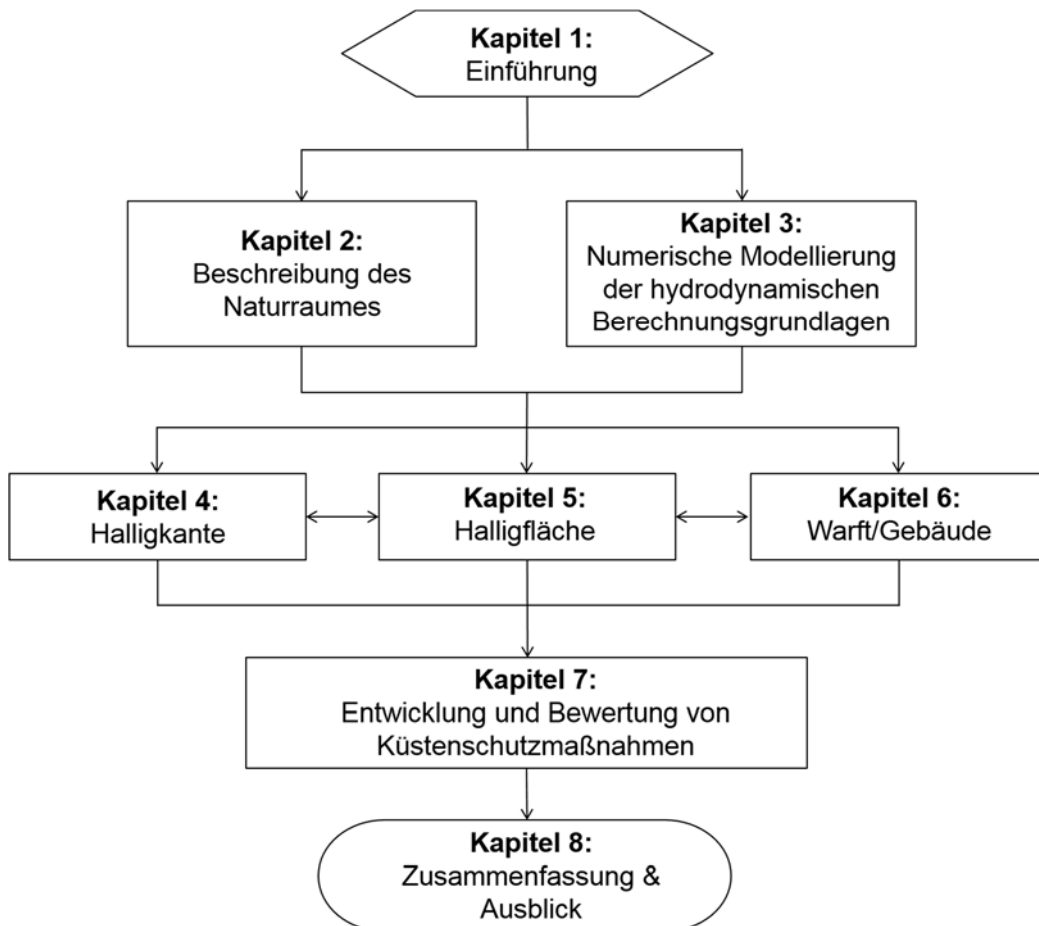 Kapitel 1:
Einführung
Kapitel 2:
Beschreibung des
Naturraumes
Kapitel 3:
Numerische Modellierung
der hydrodynamischen
Berechnungsgrundlagen
Kapitel 4:
Halligkante
Kapitel 5:
Halligfläche
Kapitel 6:
Warft/Gebäude
Kapitel 7:
Entwicklung und Bewertung von
Küstenschutzmaßnahmen
Kapitel 8:
Zusammenfassung &
Ausblick